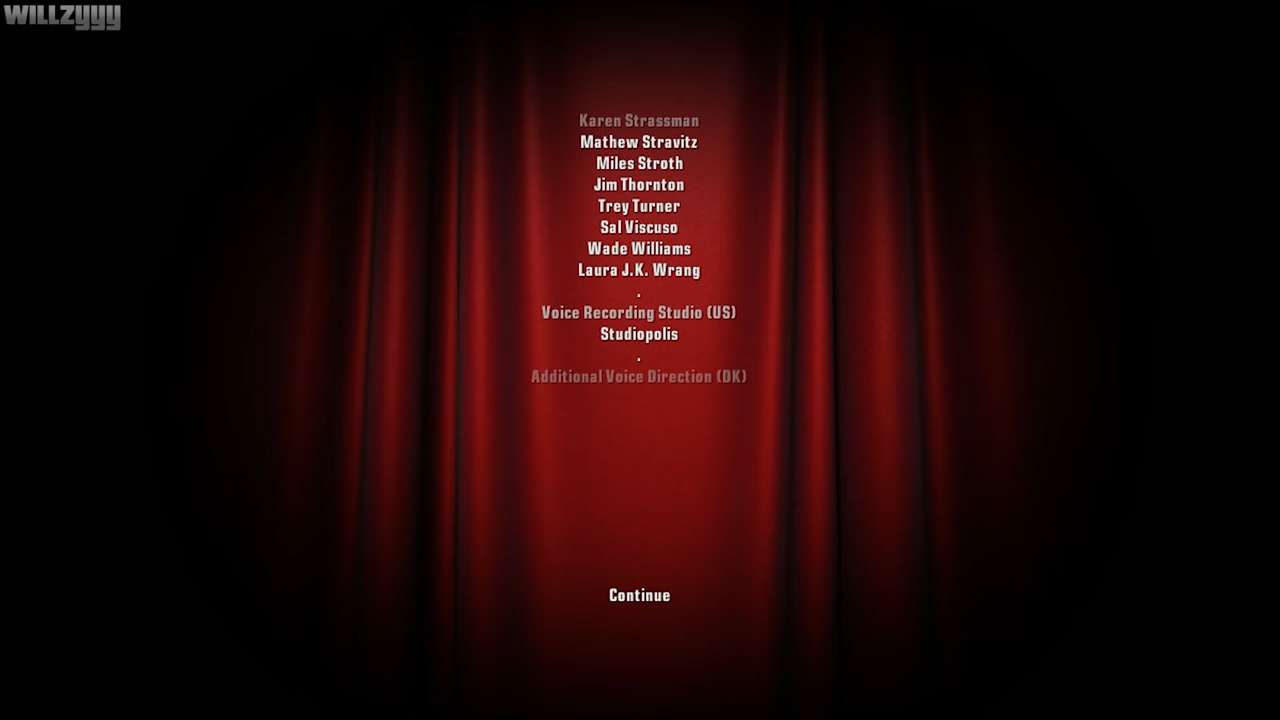 WILLZyyy
Karen Strassman
Mathew Stravitz
Miles Stroth
Jim Thornton
Trey Turner
Sal Viscuso
Wade Williams
Laura J.K. Wrang
.
Voice Recording Studio (US)
Studiopolis
.
Additional Voice Direction (DK)
Continue